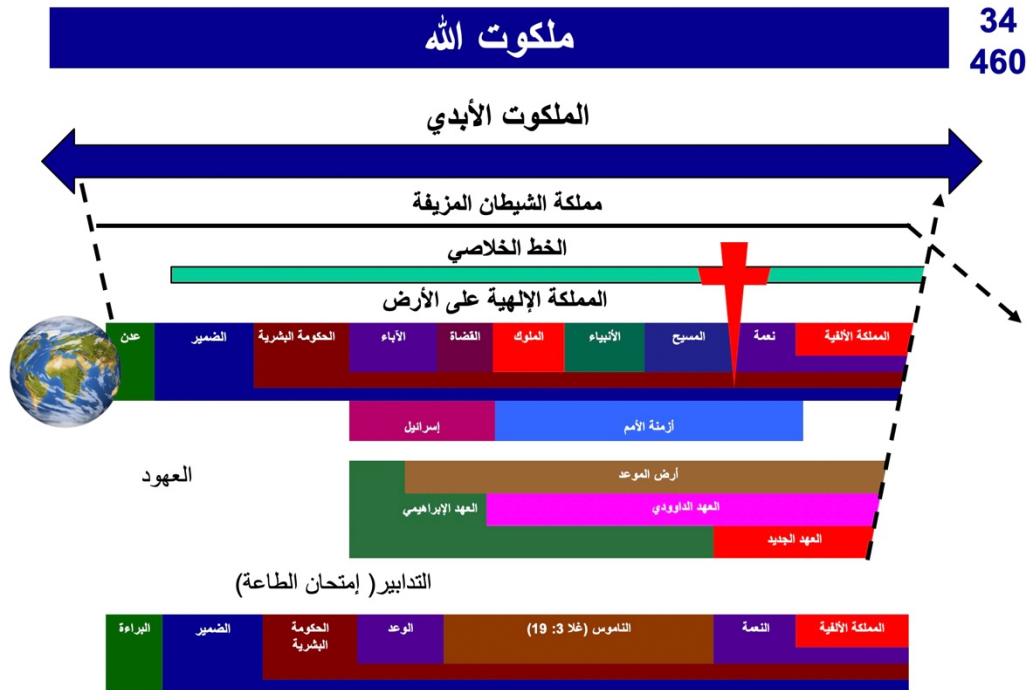 ملكوت الله
34
460
الملكوت الأبدي
مملكة الشيطان المزيفة
الخط الخلاصي
المملكة الإلهية على الأرض
عدن
الضمير
الحكومة البشرية
الآباء
القضاة
الملوك
الأنبياء
المسيح
نعمة
المملكة الألفية
إسرائيل
أزمنة الأمم
العهود
أرض الموعد
العهد الإبراهيمي
العهد الداوودي
العهد الجديد
التدابير( إمتحان الطاعة)
البراءة
الضمير
الحكومة
البشرية
الوعد
الناموس (غلا 3: 19)
النعمة
المملكة الألفية